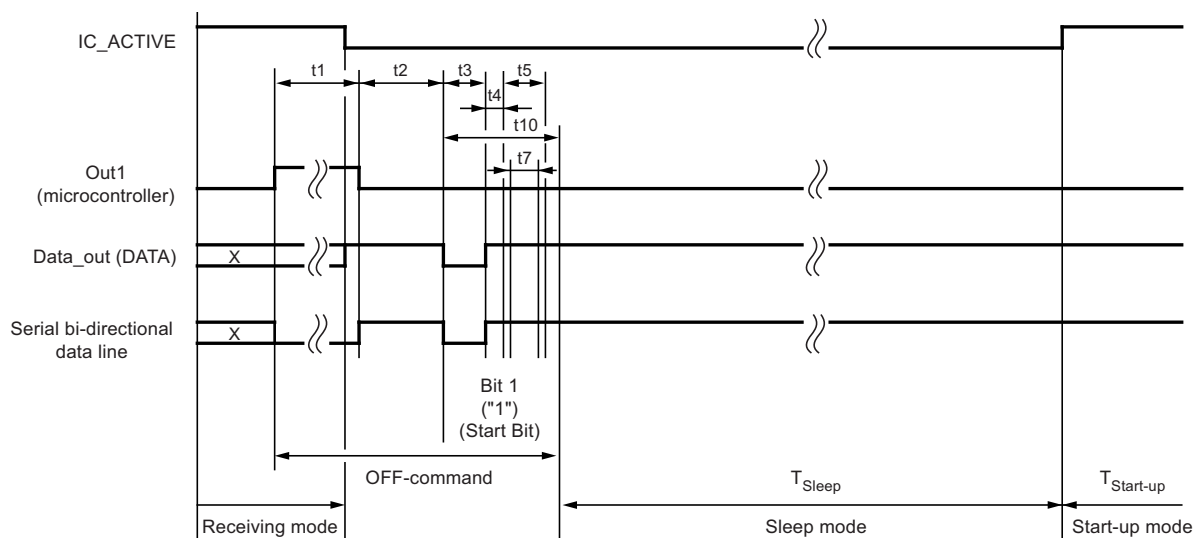 IC_ACTIVE
t1
t2
t3
t5
t4
t10
t7
Out1
(microcontroller)
Data_out (DATA)
X
Serial bi-directional
data line
X
Bit 1
("1")
(Start Bit)
OFF-command
TSleep
TStart-up
Receiving mode
Sleep mode
Start-up mode